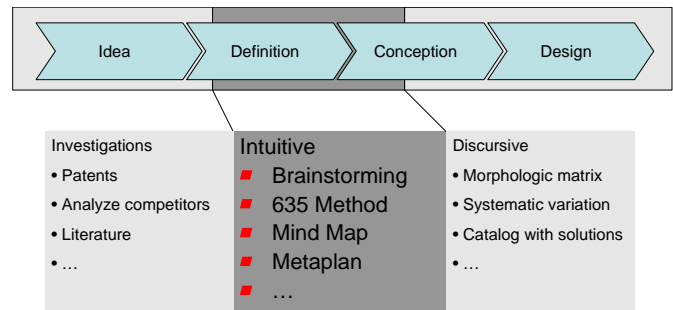 Idea
Definition
Conception
Design
Investigations
• Patents
• Analyze competitors
• Literature
• …
Intuitive
Brainstorming
635 Method
Mind Map
Metaplan
…
Discursive
• Morphologic matrix
• Systematic variation
• Catalog with solutions
• …